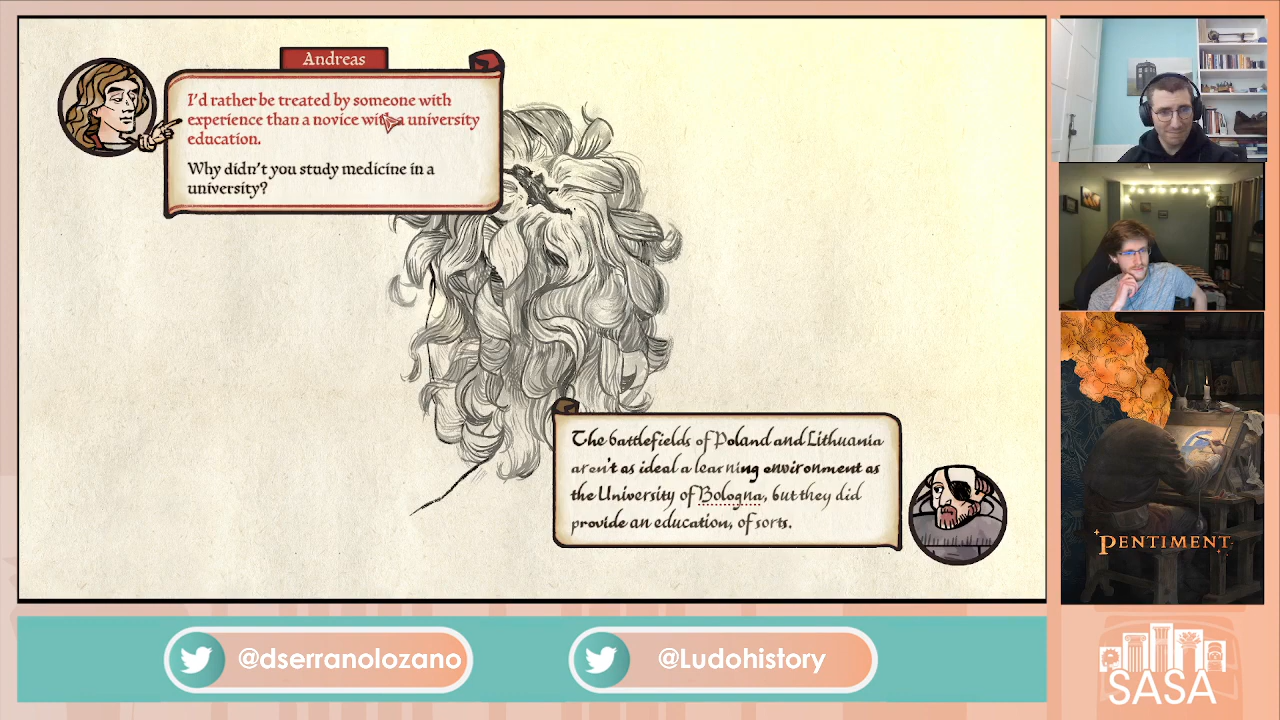 Andreas
I'd rather be treated by someone with
experience than a novice with a university
education.
Why didn't you study medicine in a
university?
The battlefields of Poland and Lithuania
aren't as ideal a learning environment as
the University of Bologna, but they did
provide an education, of sorts.
PENTIMENT
@dserranolozano
@Ludohistory
SASA